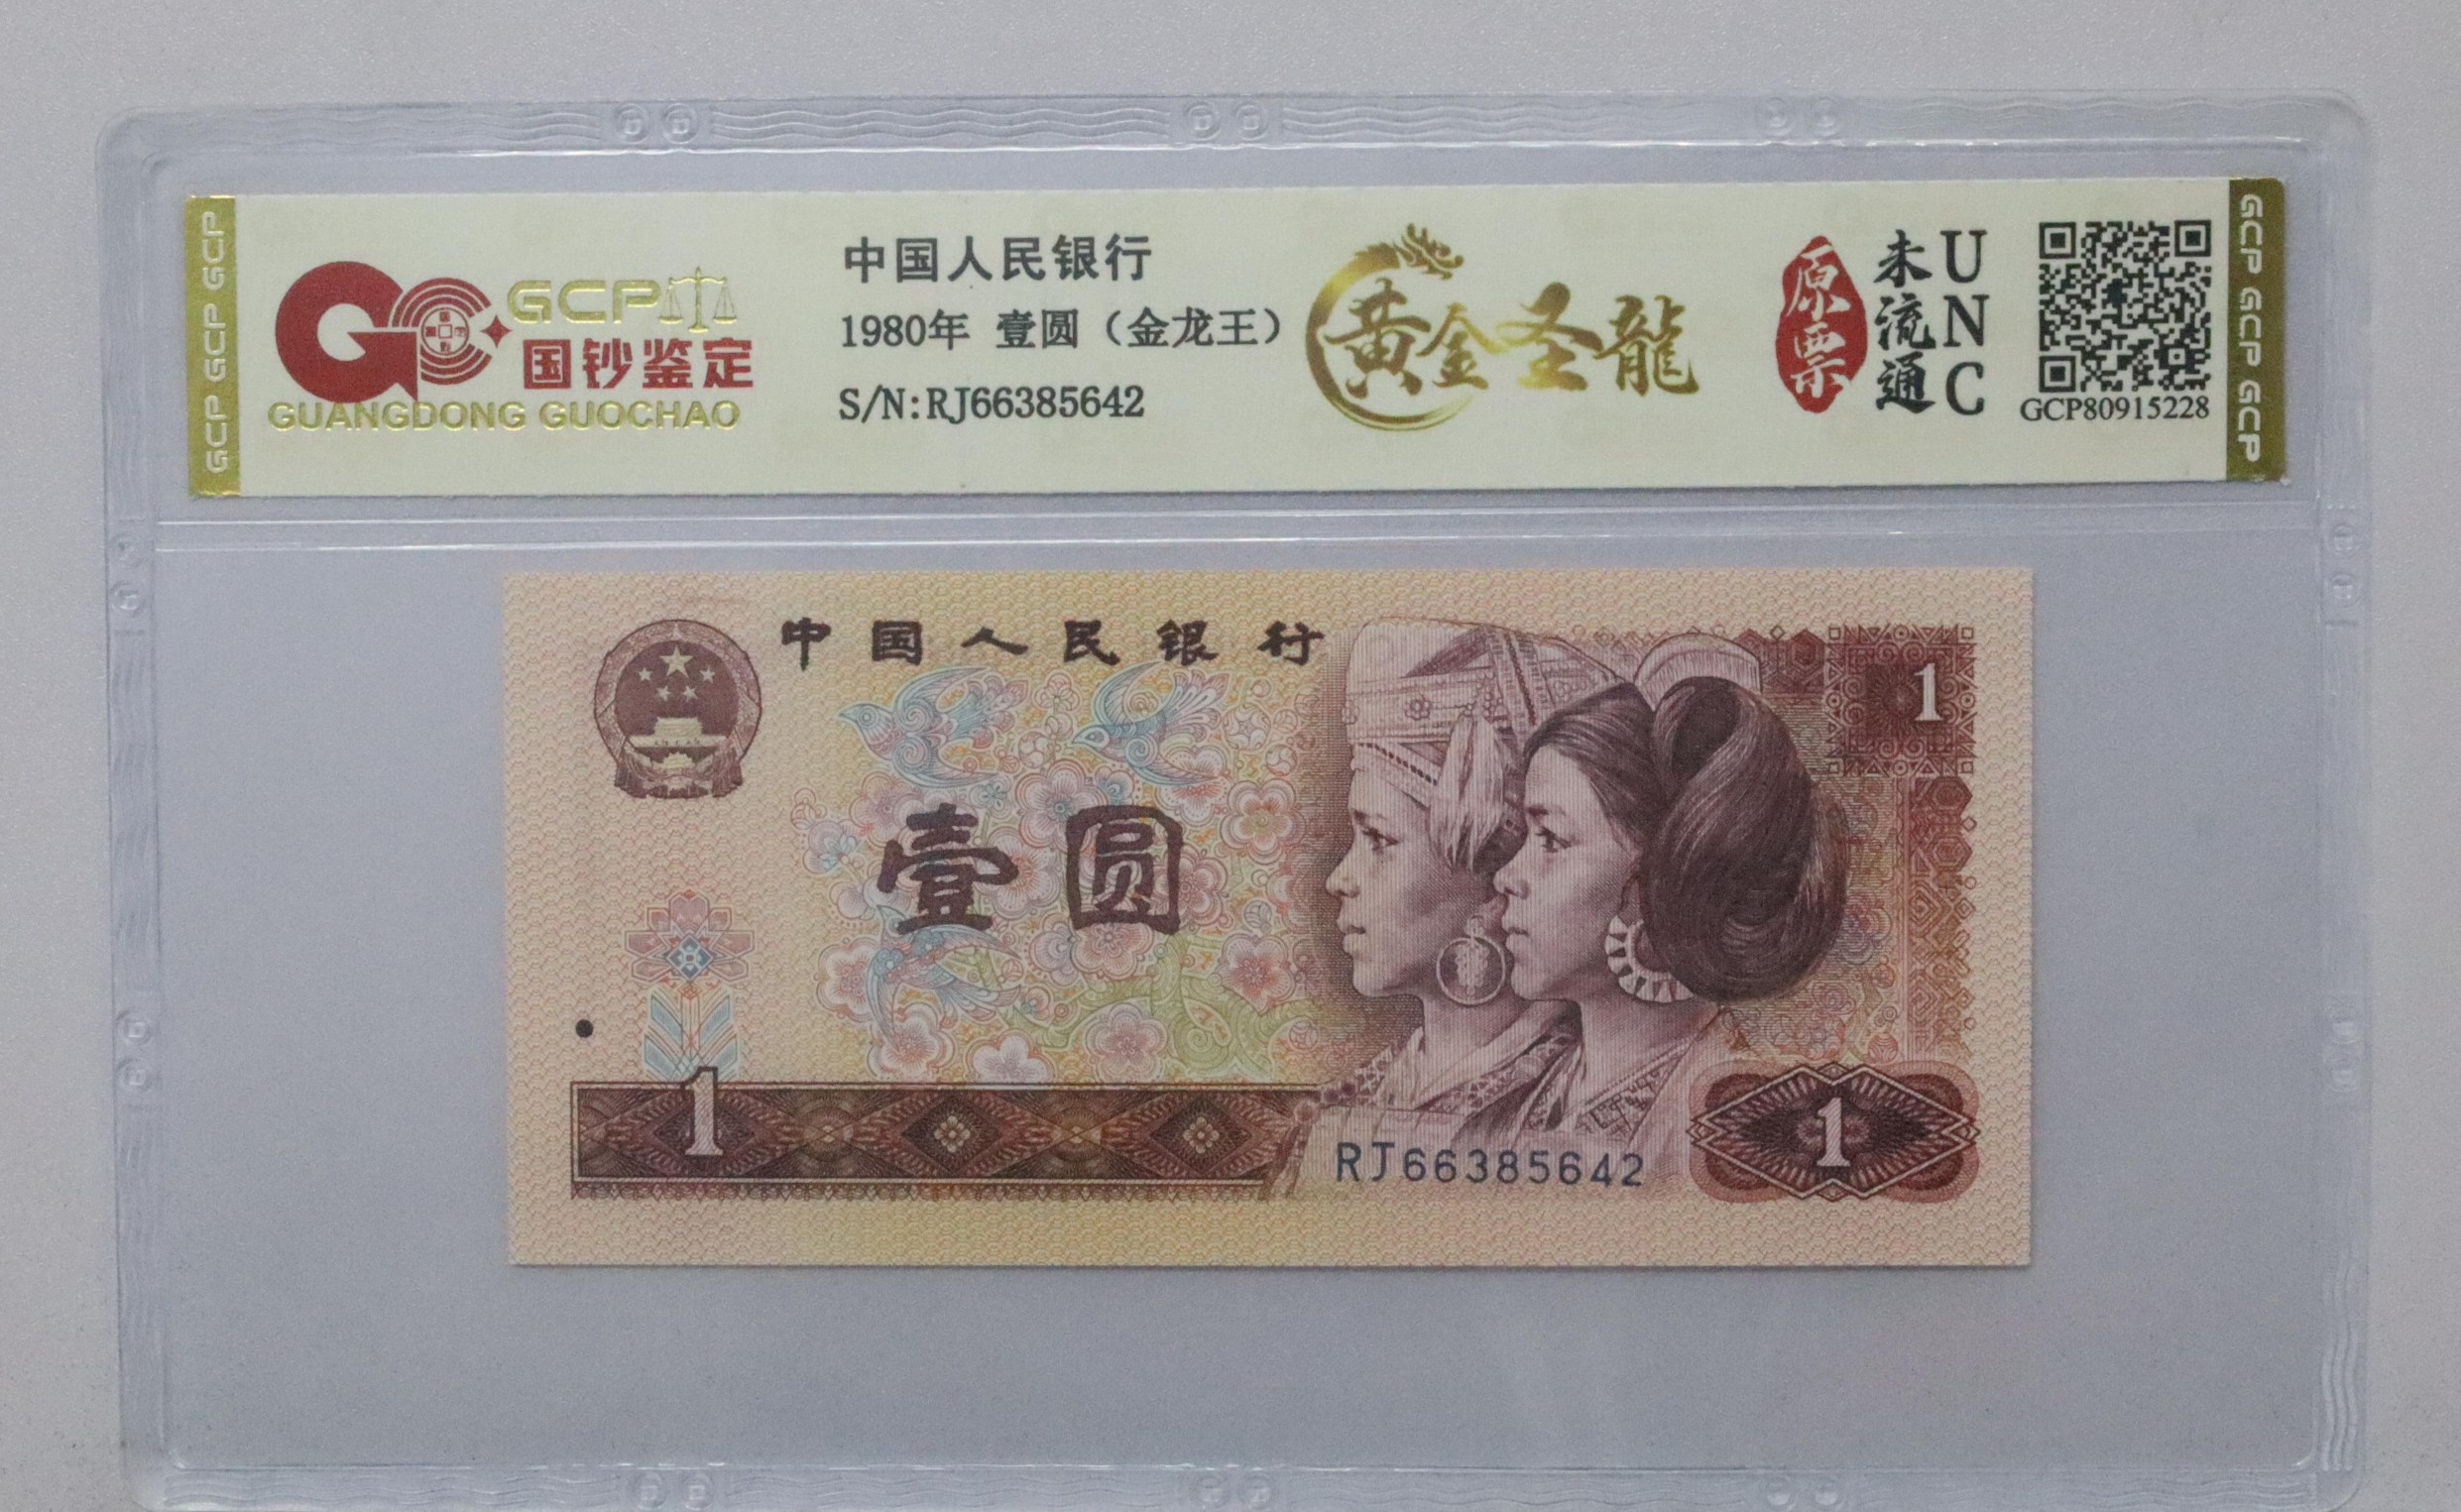 GCP GCP GCP
GCP
国钞鉴定
GUANGDONG GUOCHAO
中国人民银行
1980年 壹圆（金龙王）
S/N:RJ66385642
黄金圣龍
原票
未流通
UNC
GCP80915228
GCP GCP GCP
中国人民银行
1
壹圆
1
RJ66385642
1